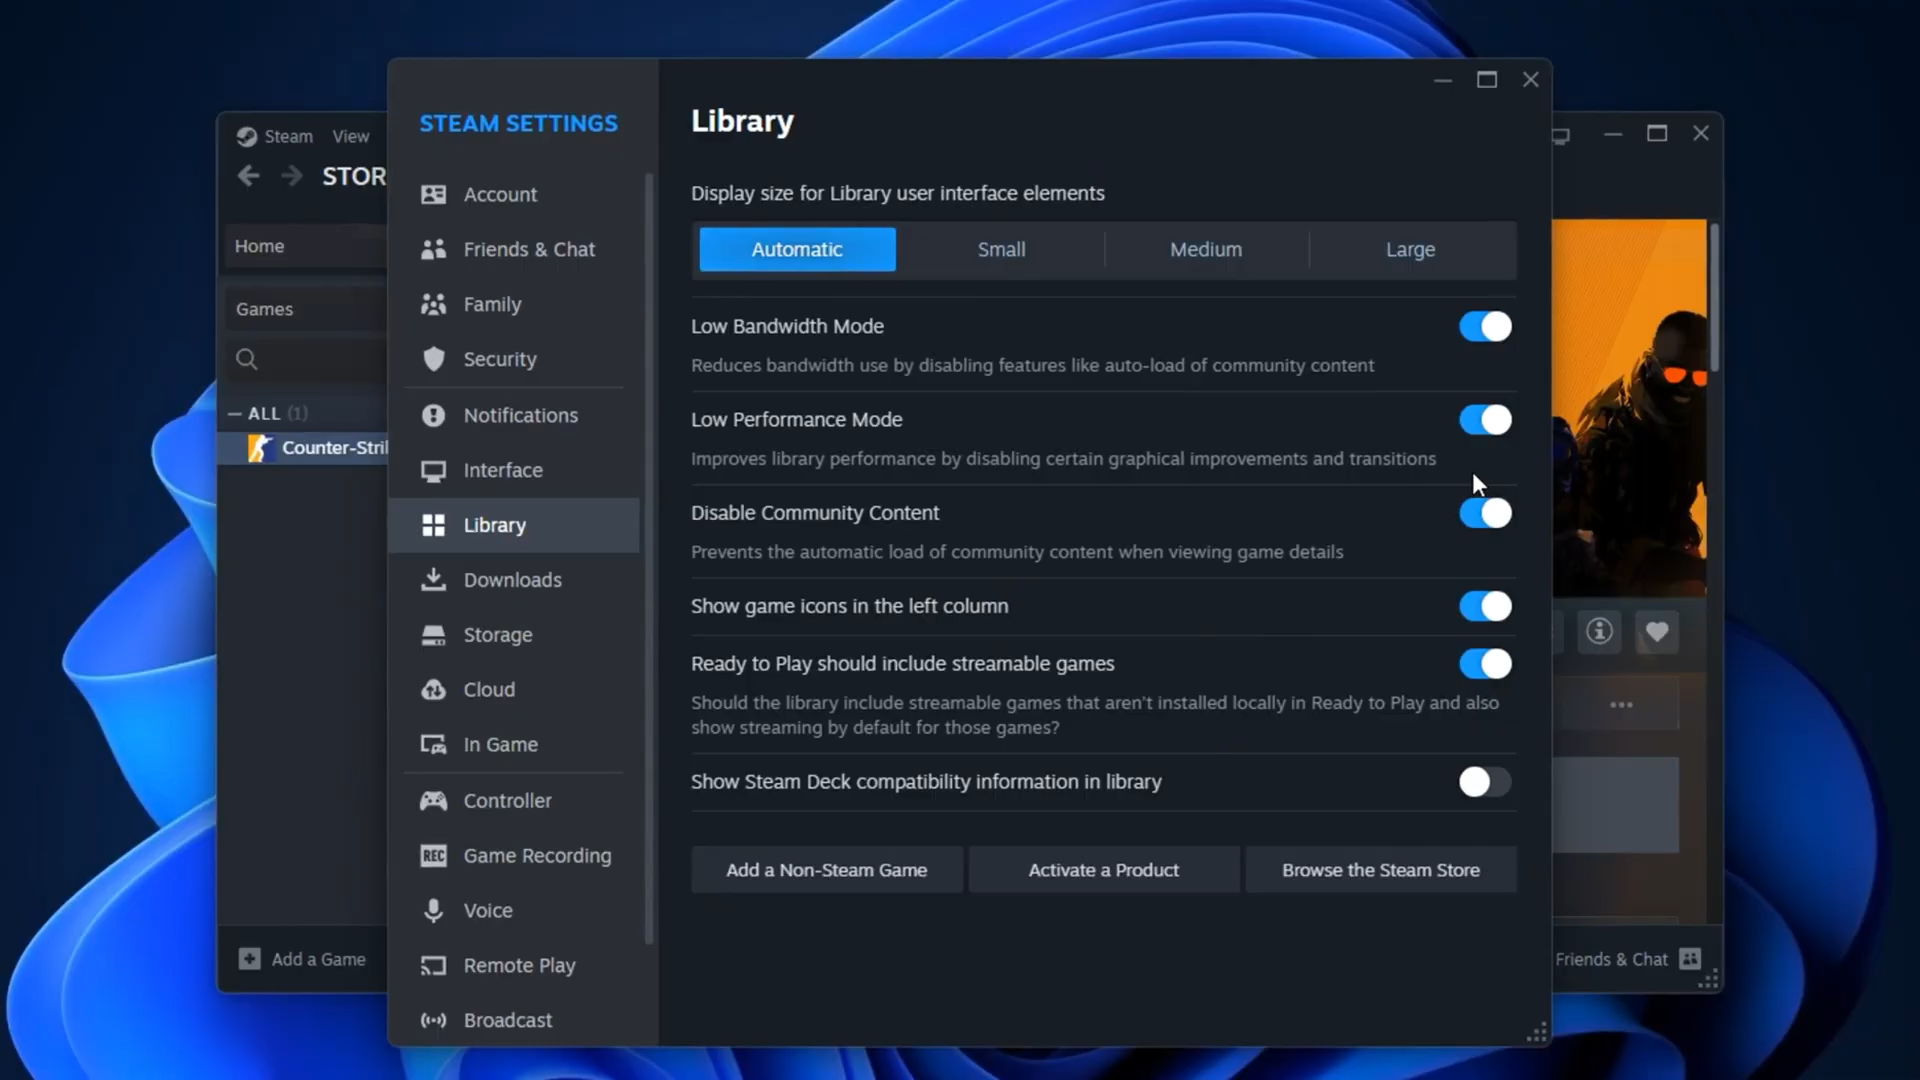 Steam View
STOR
Home
Games
ALL (1)
Counter-Stri
Add a Game
STEAM SETTINGS
Account
Friends & Chat
Family
Security
Notifications
Interface
Library
Downloads
Storage
Cloud
In Game
Controller
REC Game Recording
Voice
Remote Play
Broadcast
Library
Display size for Library user interface elements
Automatic Small Medium Large
Low Bandwidth Mode
Reduces bandwidth use by disabling features like auto-load of community content
Low Performance Mode
Improves library performance by disabling certain graphical improvements and transitions
Disable Community Content
Prevents the automatic load of community content when viewing game details
Show game icons in the left column
Ready to Play should include streamable games
Should the library include streamable games that aren't installed locally in Ready to Play and also
show streaming by default for those games?
Show Steam Deck compatibility information in library
Add a Non-Steam Game Activate a Product Browse the Steam Store
Friends & Chat